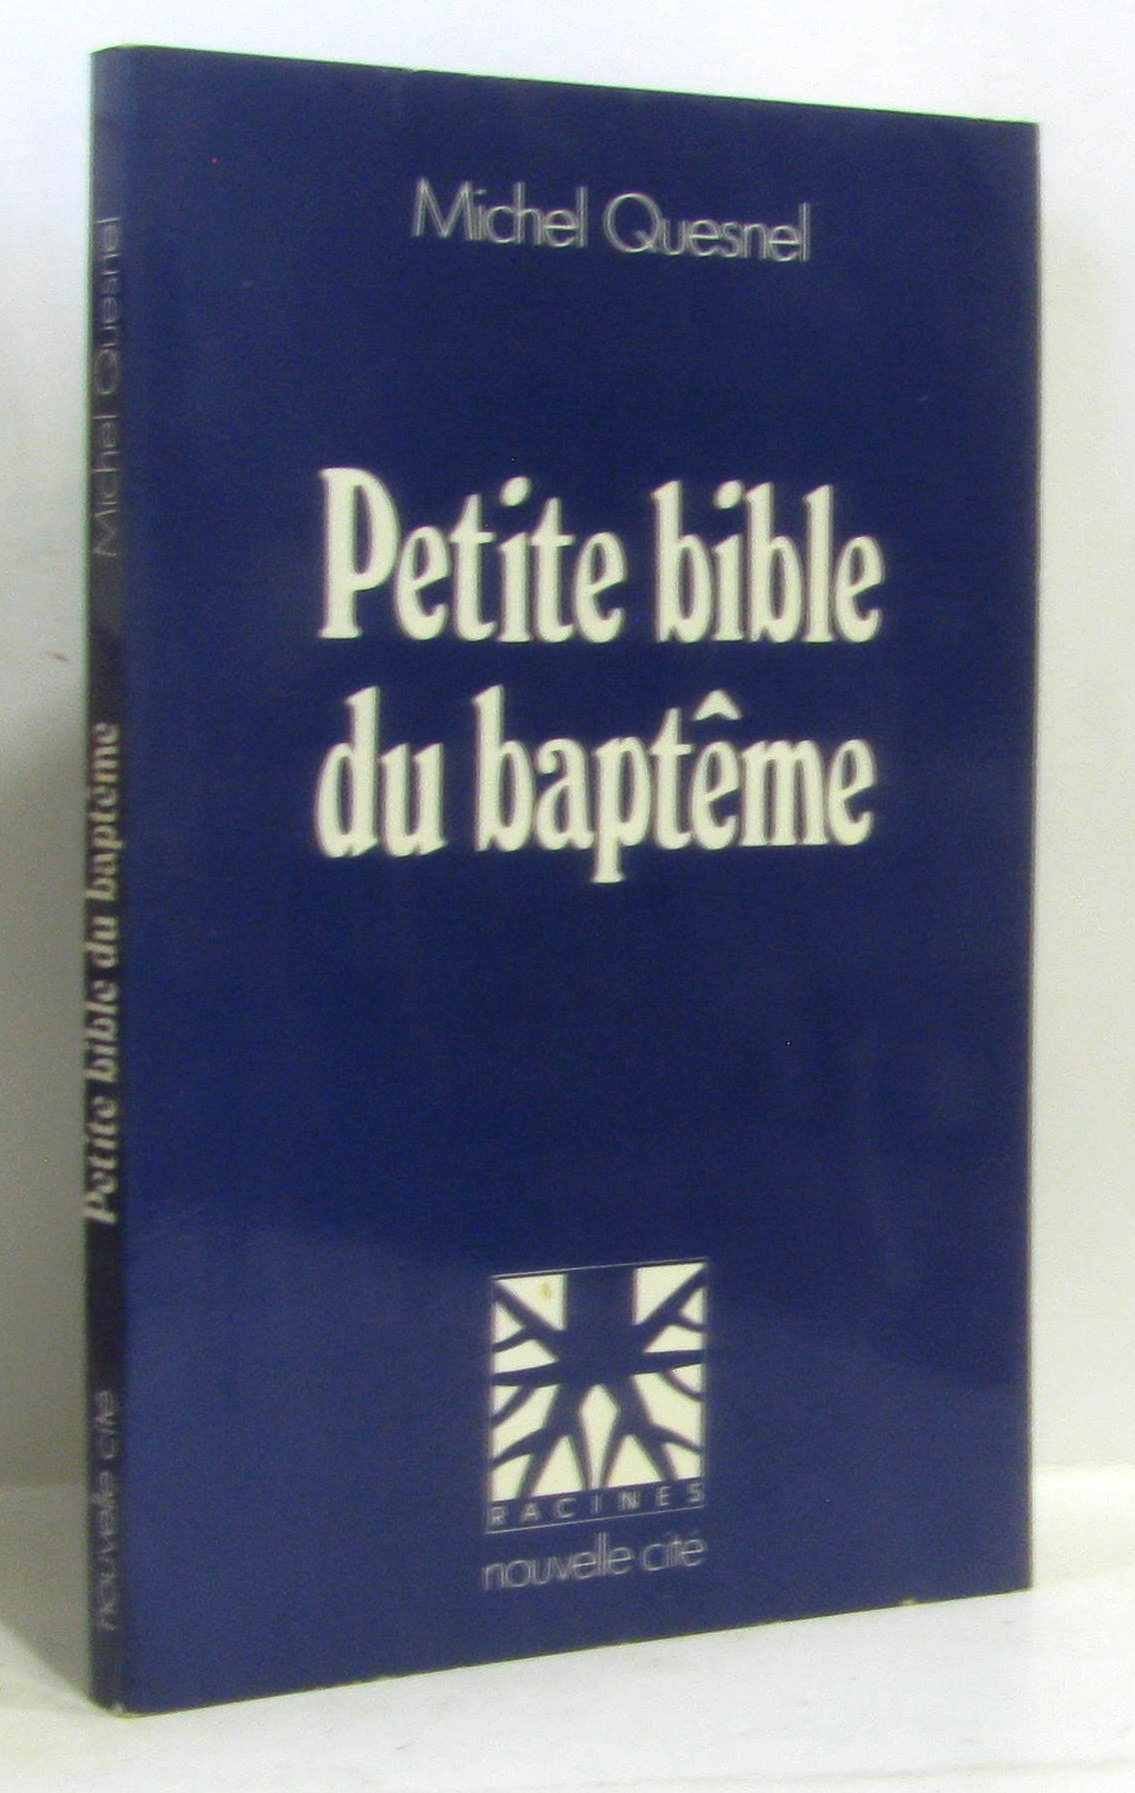 Michel Quesnel
Petite bible
du baptême
RACINES
nouvelle cité
Michel Quesnel
Petite bible du baptême
nouvelle cité